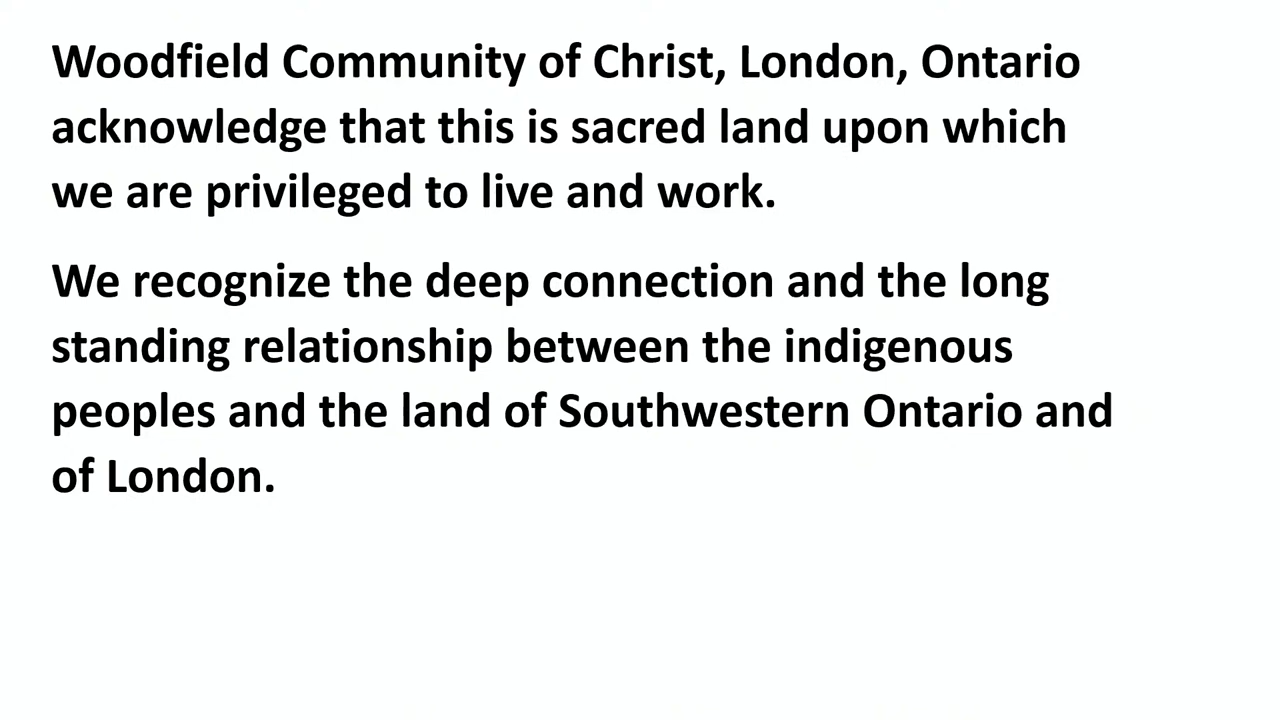 Woodfield Community of Christ, London, Ontario
acknowledge that this is sacred land upon which
we are privileged to live and work.
We recognize the deep connection and the long
standing relationship between the indigenous
peoples and the land of Southwestern Ontario and
of London.